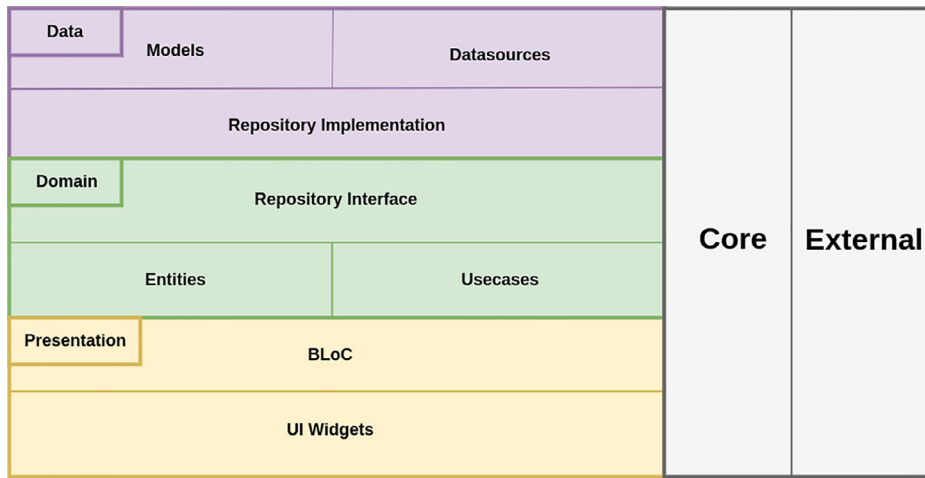 Data
Models
Datasources
Repository Implementation
Domain
Repository Interface
Entities
Usecases
Presentation
BLoC
UI Widgets
Core
External